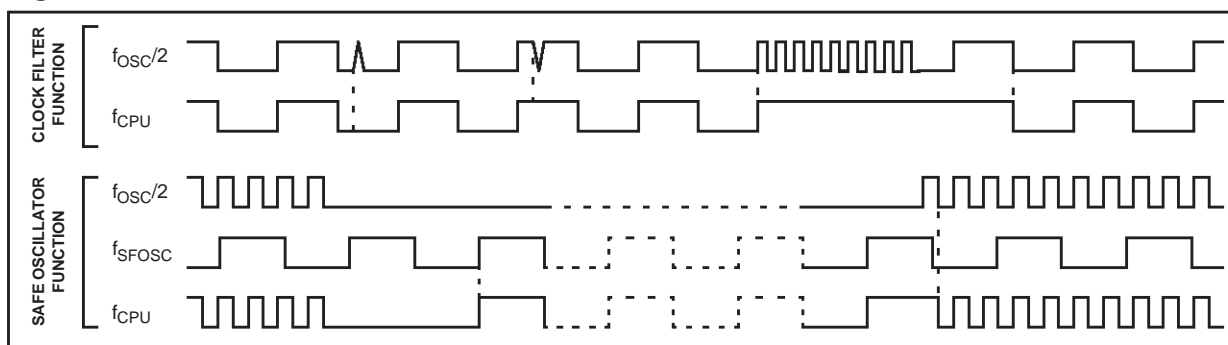 CLOCK FILTER
FUNCTION
fOSC/2
fCPU
SAFE OSCILLATOR
FUNCTION
fOSC/2
fSFOSC
fCPU